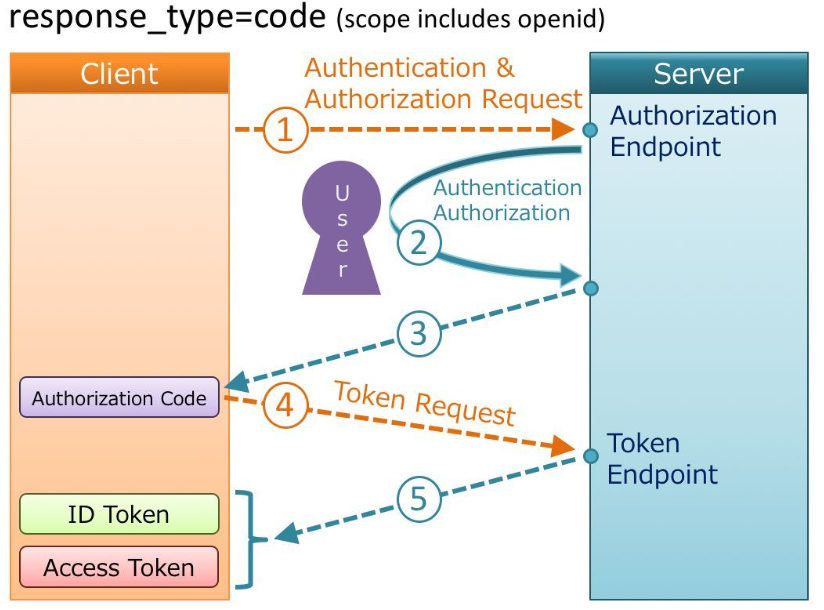 response_type=code (scope includes openid)
Client
Authentication &
Authorization Request
Server
1
Authorization
Endpoint
User
Authentication
Authorization
2
3
Authorization Code
4
Token Request
Token
Endpoint
5
ID Token
Access Token